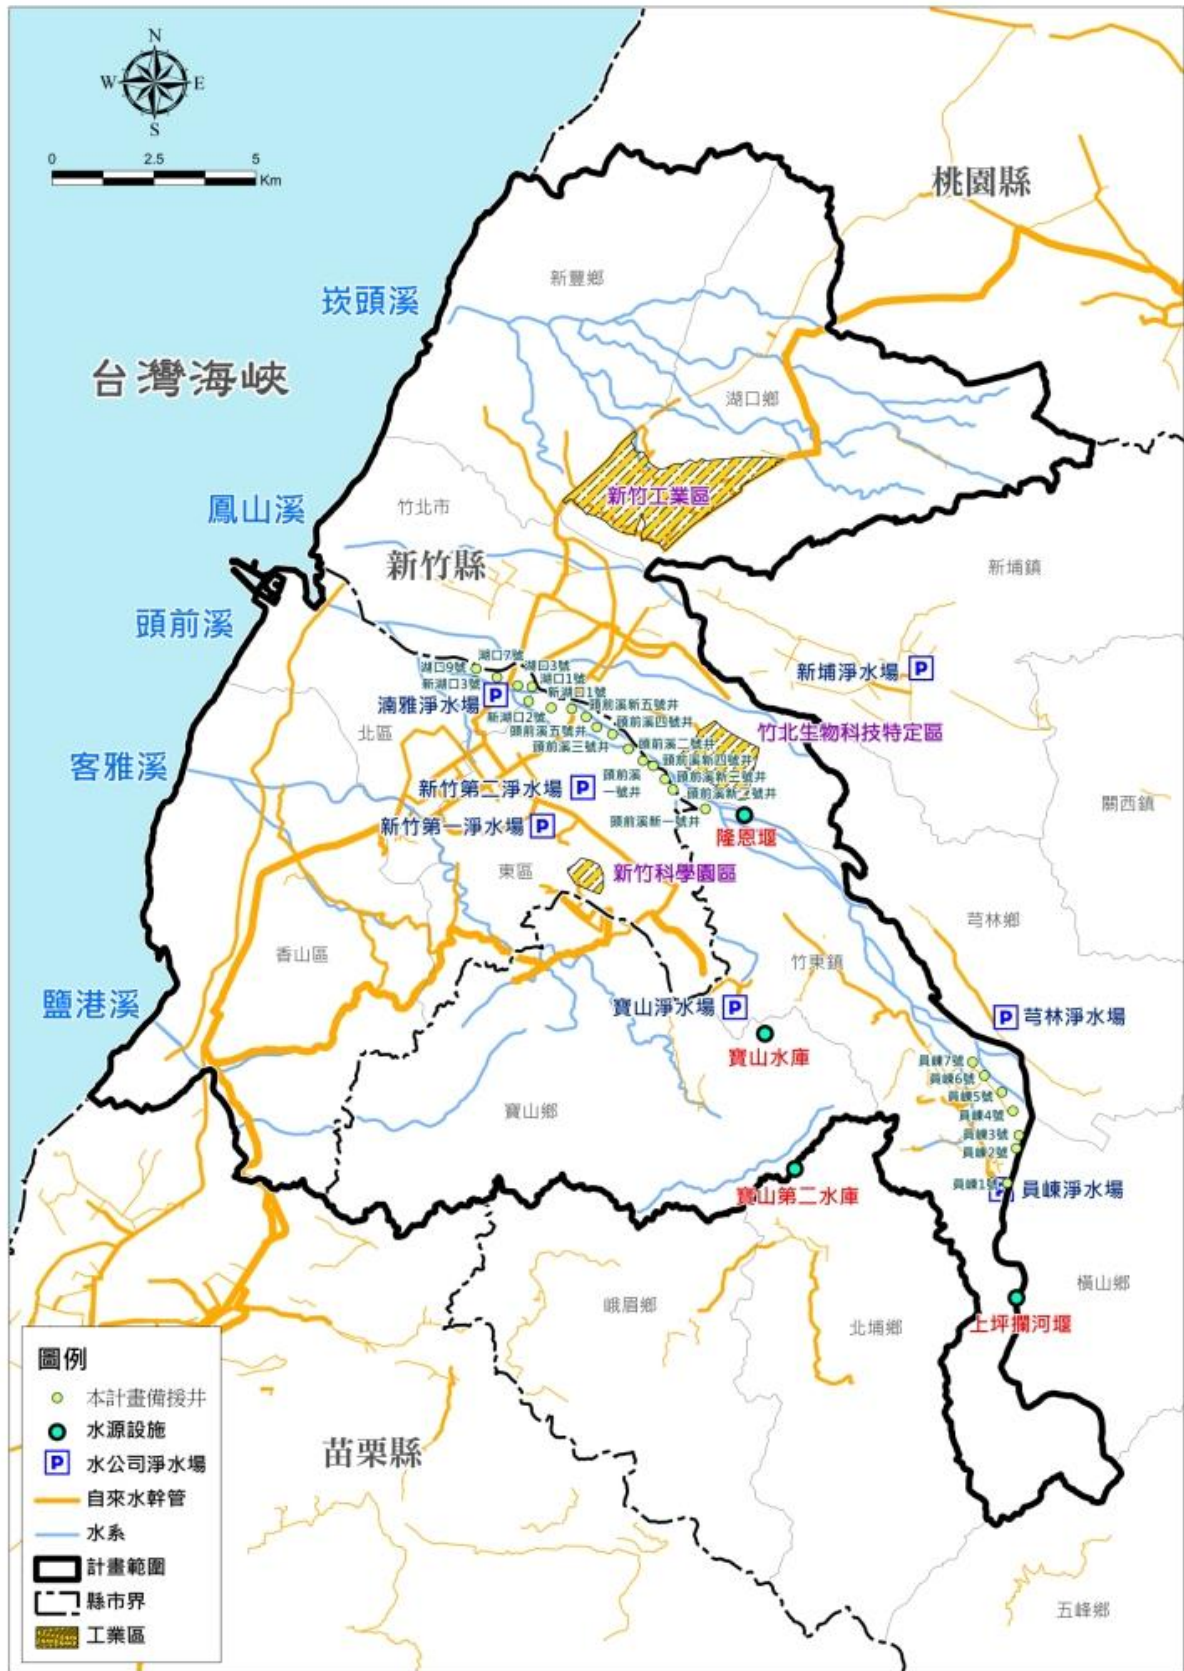 N
W
E
S
0
2.5
5
Km
桃園縣
新豐鄉
崁頭溪
台灣海峽
湖口鄉
新竹工業區
鳳山溪
竹北市
新竹縣
新埔鎮
頭前溪
湖口7號
湖口9號
湖口3號
湖口1號
新湖口3號
新湖口1號
新埔淨水場
P
湳雅淨水場
P
頭前溪新五號井
新湖口2號
頭前溪四號井
頭前溪五號井
竹北生物科技特定區
北區
頭前溪三號井
頭前溪二號井
頭前溪新四號井
客雅溪
頭前溪
一號井
頭前溪新三號井
新竹第二淨水場
P
頭前溪新二號井
關西鎮
新竹第一淨水場
P
頭前溪新一號井
隆恩堰
東區
新竹科學園區
芎林鄉
香山區
竹東鎮
鹽港溪
寶山淨水場
P
P
芎林淨水場
寶山水庫
員崠7號
員崠6號
員崠5號
寶山鄉
員崠4號
員崠3號
員崠2號
員崠1號
P
員崠淨水場
寶山第二水庫
橫山鄉
峨眉鄉
北埔鄉
上坪攔河堰
圖例
本計畫備援井
水源設施
P
水公司淨水場
自來水幹管
水系
計畫範圍
縣市界
工業區
苗栗縣
五峰鄉